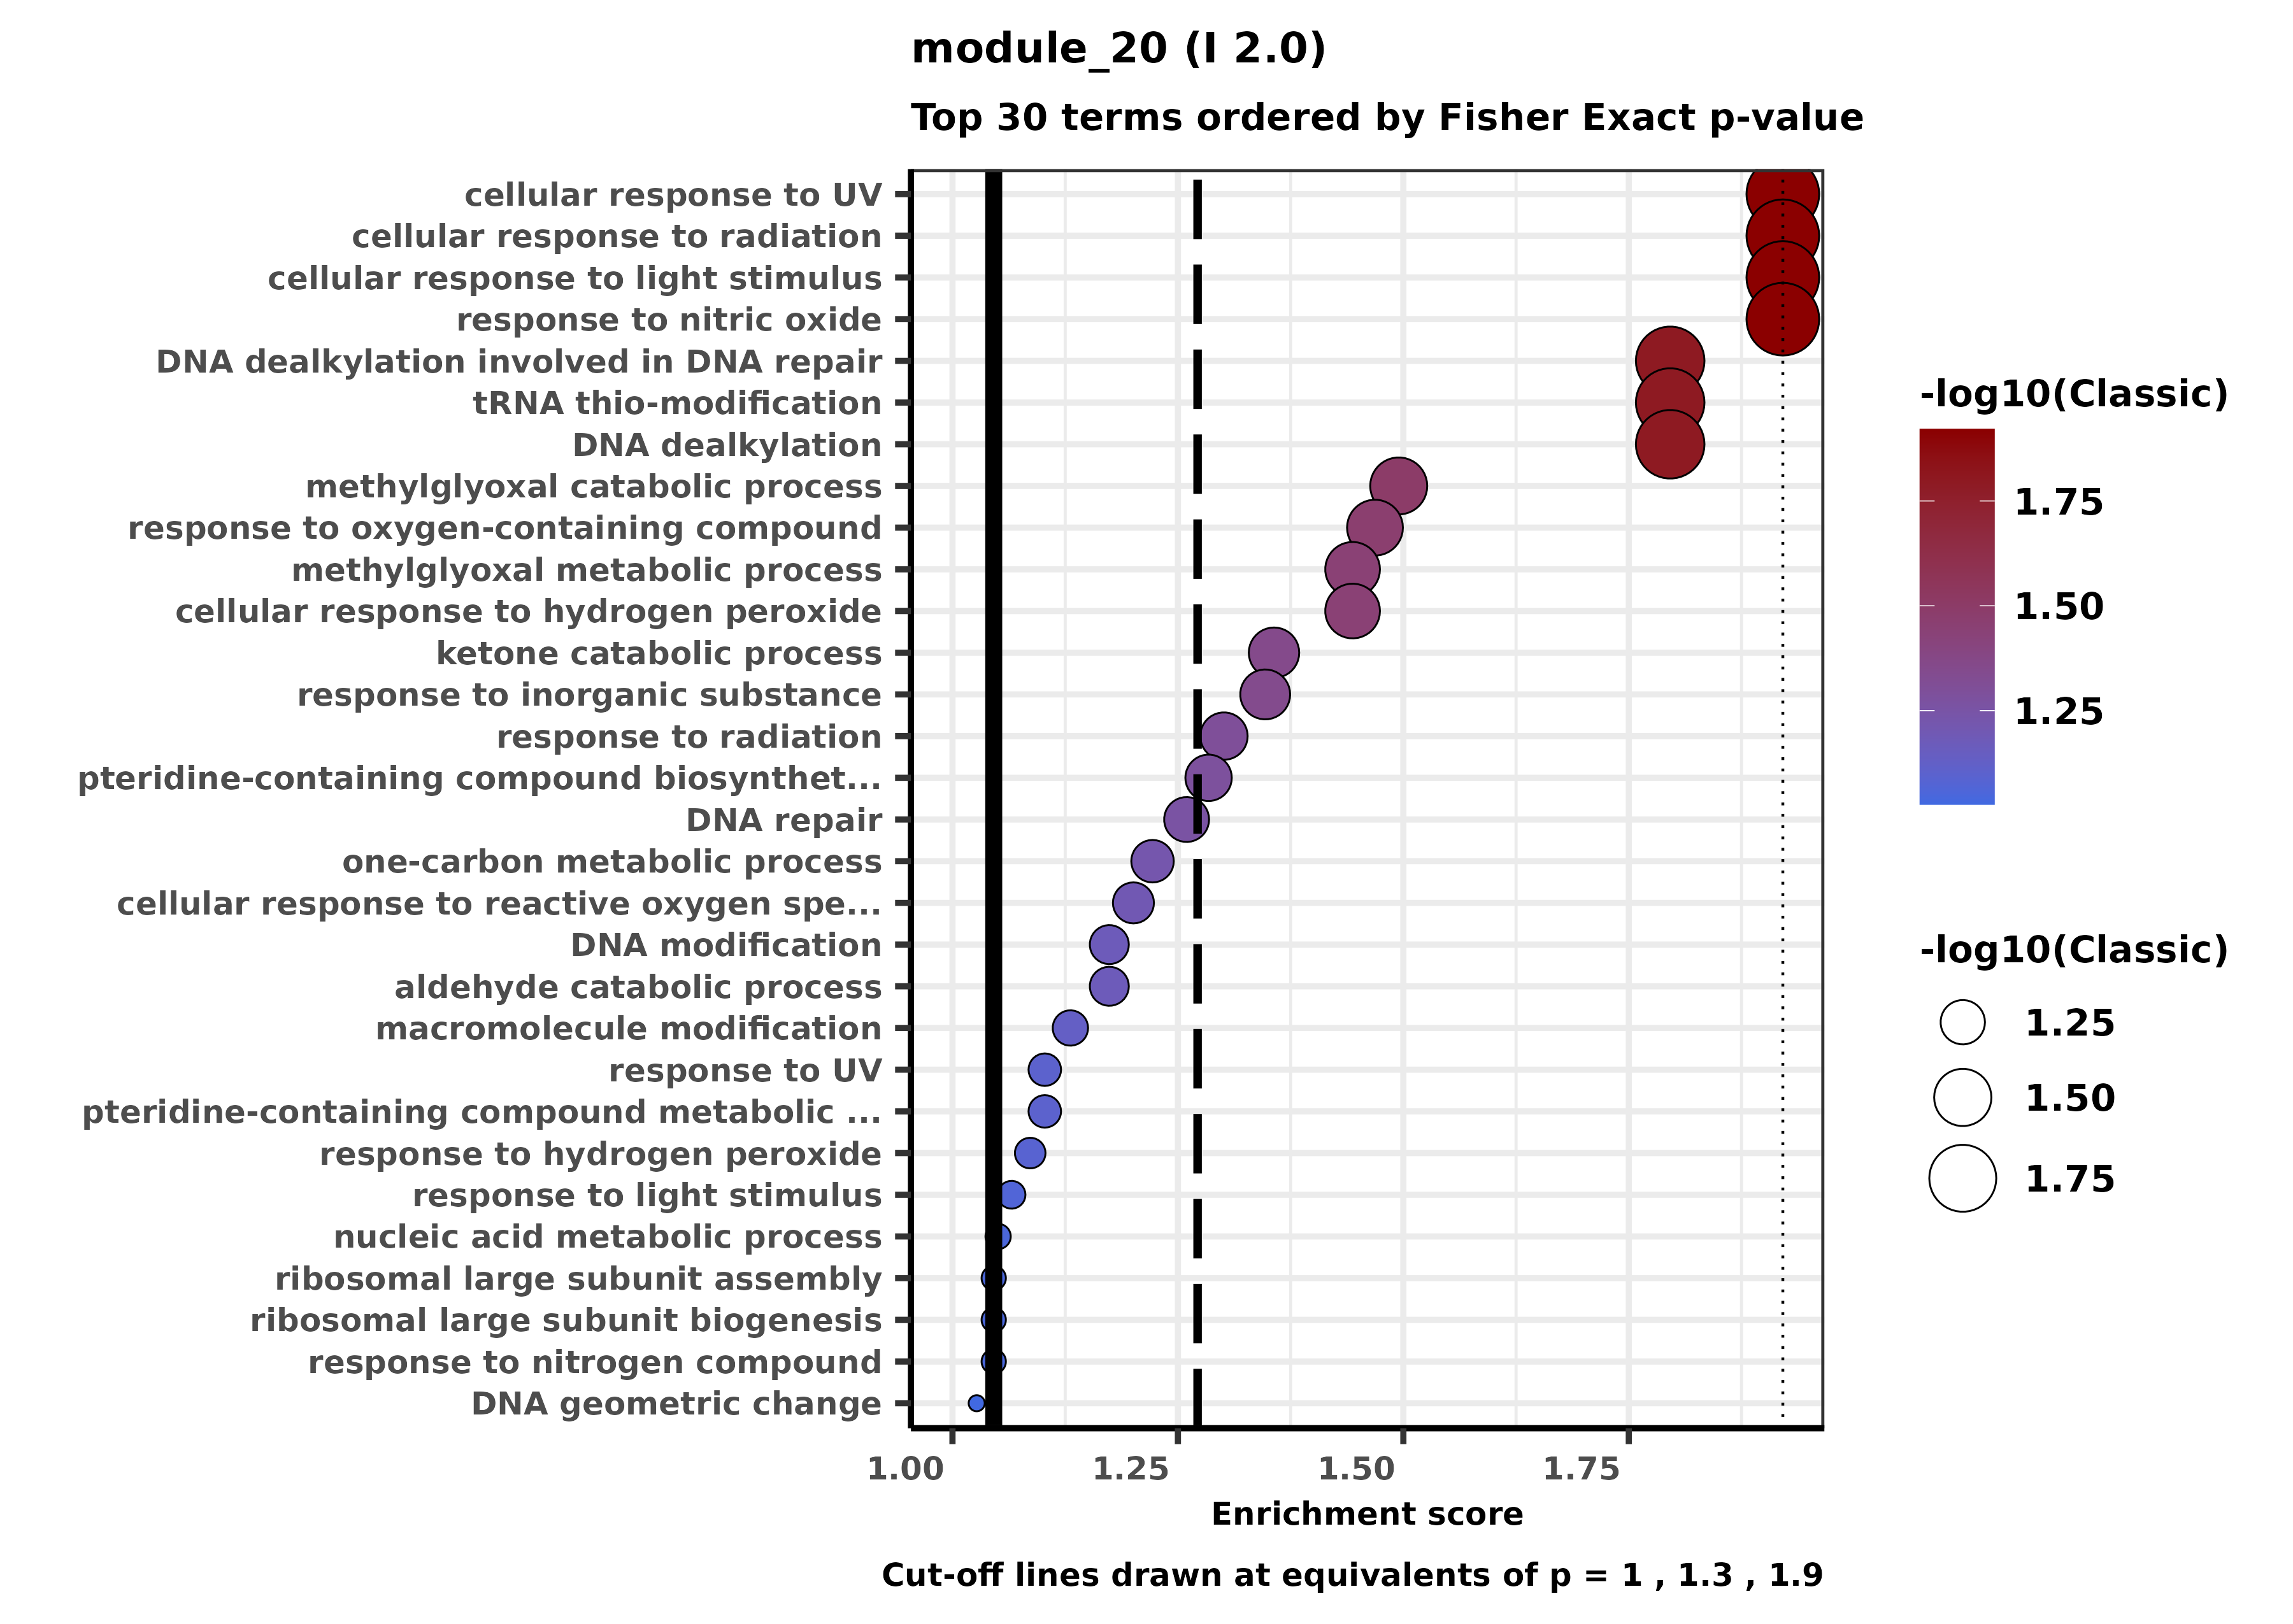 module_20 (I 2.0)
Top 30 terms ordered by Fisher Exact p-value
cellular response to UV
cellular response to radiation
cellular response to light stimulus
response to nitric oxide
DNA dealkylation involved in DNA repair
tRNA thio-modification
DNA dealkylation
methylglyoxal catabolic process
response to oxygen-containing compound
methylglyoxal metabolic process
cellular response to hydrogen peroxide
ketone catabolic process
response to inorganic substance
response to radiation
pteridine-containing compound biosynthet...
DNA repair
one-carbon metabolic process
cellular response to reactive oxygen spe...
DNA modification
aldehyde catabolic process
macromolecule modification
response to UV
pteridine-containing compound metabolic ...
response to hydrogen peroxide
response to light stimulus
nucleic acid metabolic process
ribosomal large subunit assembly
ribosomal large subunit biogenesis
response to nitrogen compound
DNA geometric change
1.00 1.25 1.50 1.75
Enrichment score
Cut-off lines drawn at equivalents of p = 1 , 1.3 , 1.9
-log10(Classic)
1.75
1.50
1.25
-log10(Classic)
1.25
1.50
1.75